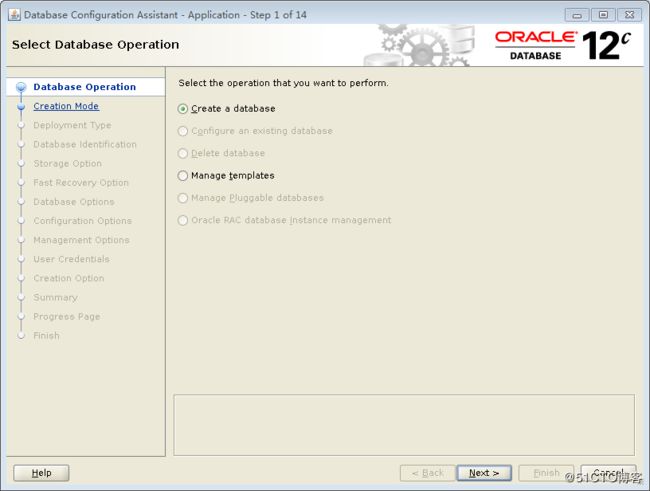 Database Configuration Assistant - Application - Step 1 of 14
Select Database Operation
ORACLE
DATABASE
12c
Database Operation
Creation Mode
Deployment Type
Database Identification
Storage Option
Fast Recovery Option
Database Options
Configuration Options
Management Options
User Credentials
Creation Option
Summary
Progress Page
Finish
Select the operation that you want to perform.
Create a database
Configure an existing database
Delete database
Manage templates
Manage Pluggable databases
Oracle RAC database Instance management
Help
< Back
Next >
Finish
Cancel
@51CTO博客